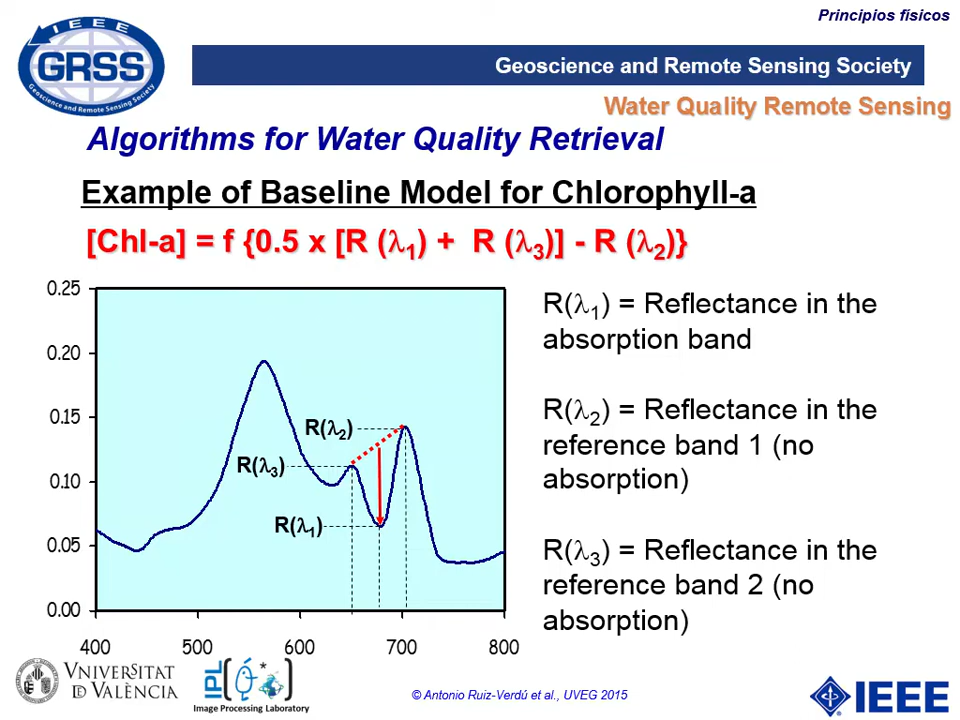 Principios físicos
IEEE
GRSS
Geoscience and Remote Sensing Society
Geoscience and Remote Sensing Society
Water Quality Remote Sensing
Algorithms for Water Quality Retrieval
Example of Baseline Model for Chlorophyll-a
[Chl-a] = f {0.5 x [R (λ₁) + R (λ₃)] - R (λ₂)}
0.25
0.20
0.15
0.10
0.05
0.00
400 500 600 700 800
R(λ₂)
R(λ₃)
R(λ₁)
R(λ₁) = Reflectance in the
absorption band
R(λ₂) = Reflectance in the
reference band 1 (no
absorption)
R(λ₃) = Reflectance in the
reference band 2 (no
absorption)
VNIVERSITAT
DE VALÈNCIA
IPL
Image Processing Laboratory
© Antonio Ruiz-Verdú et al., UVEG 2015
IEEE